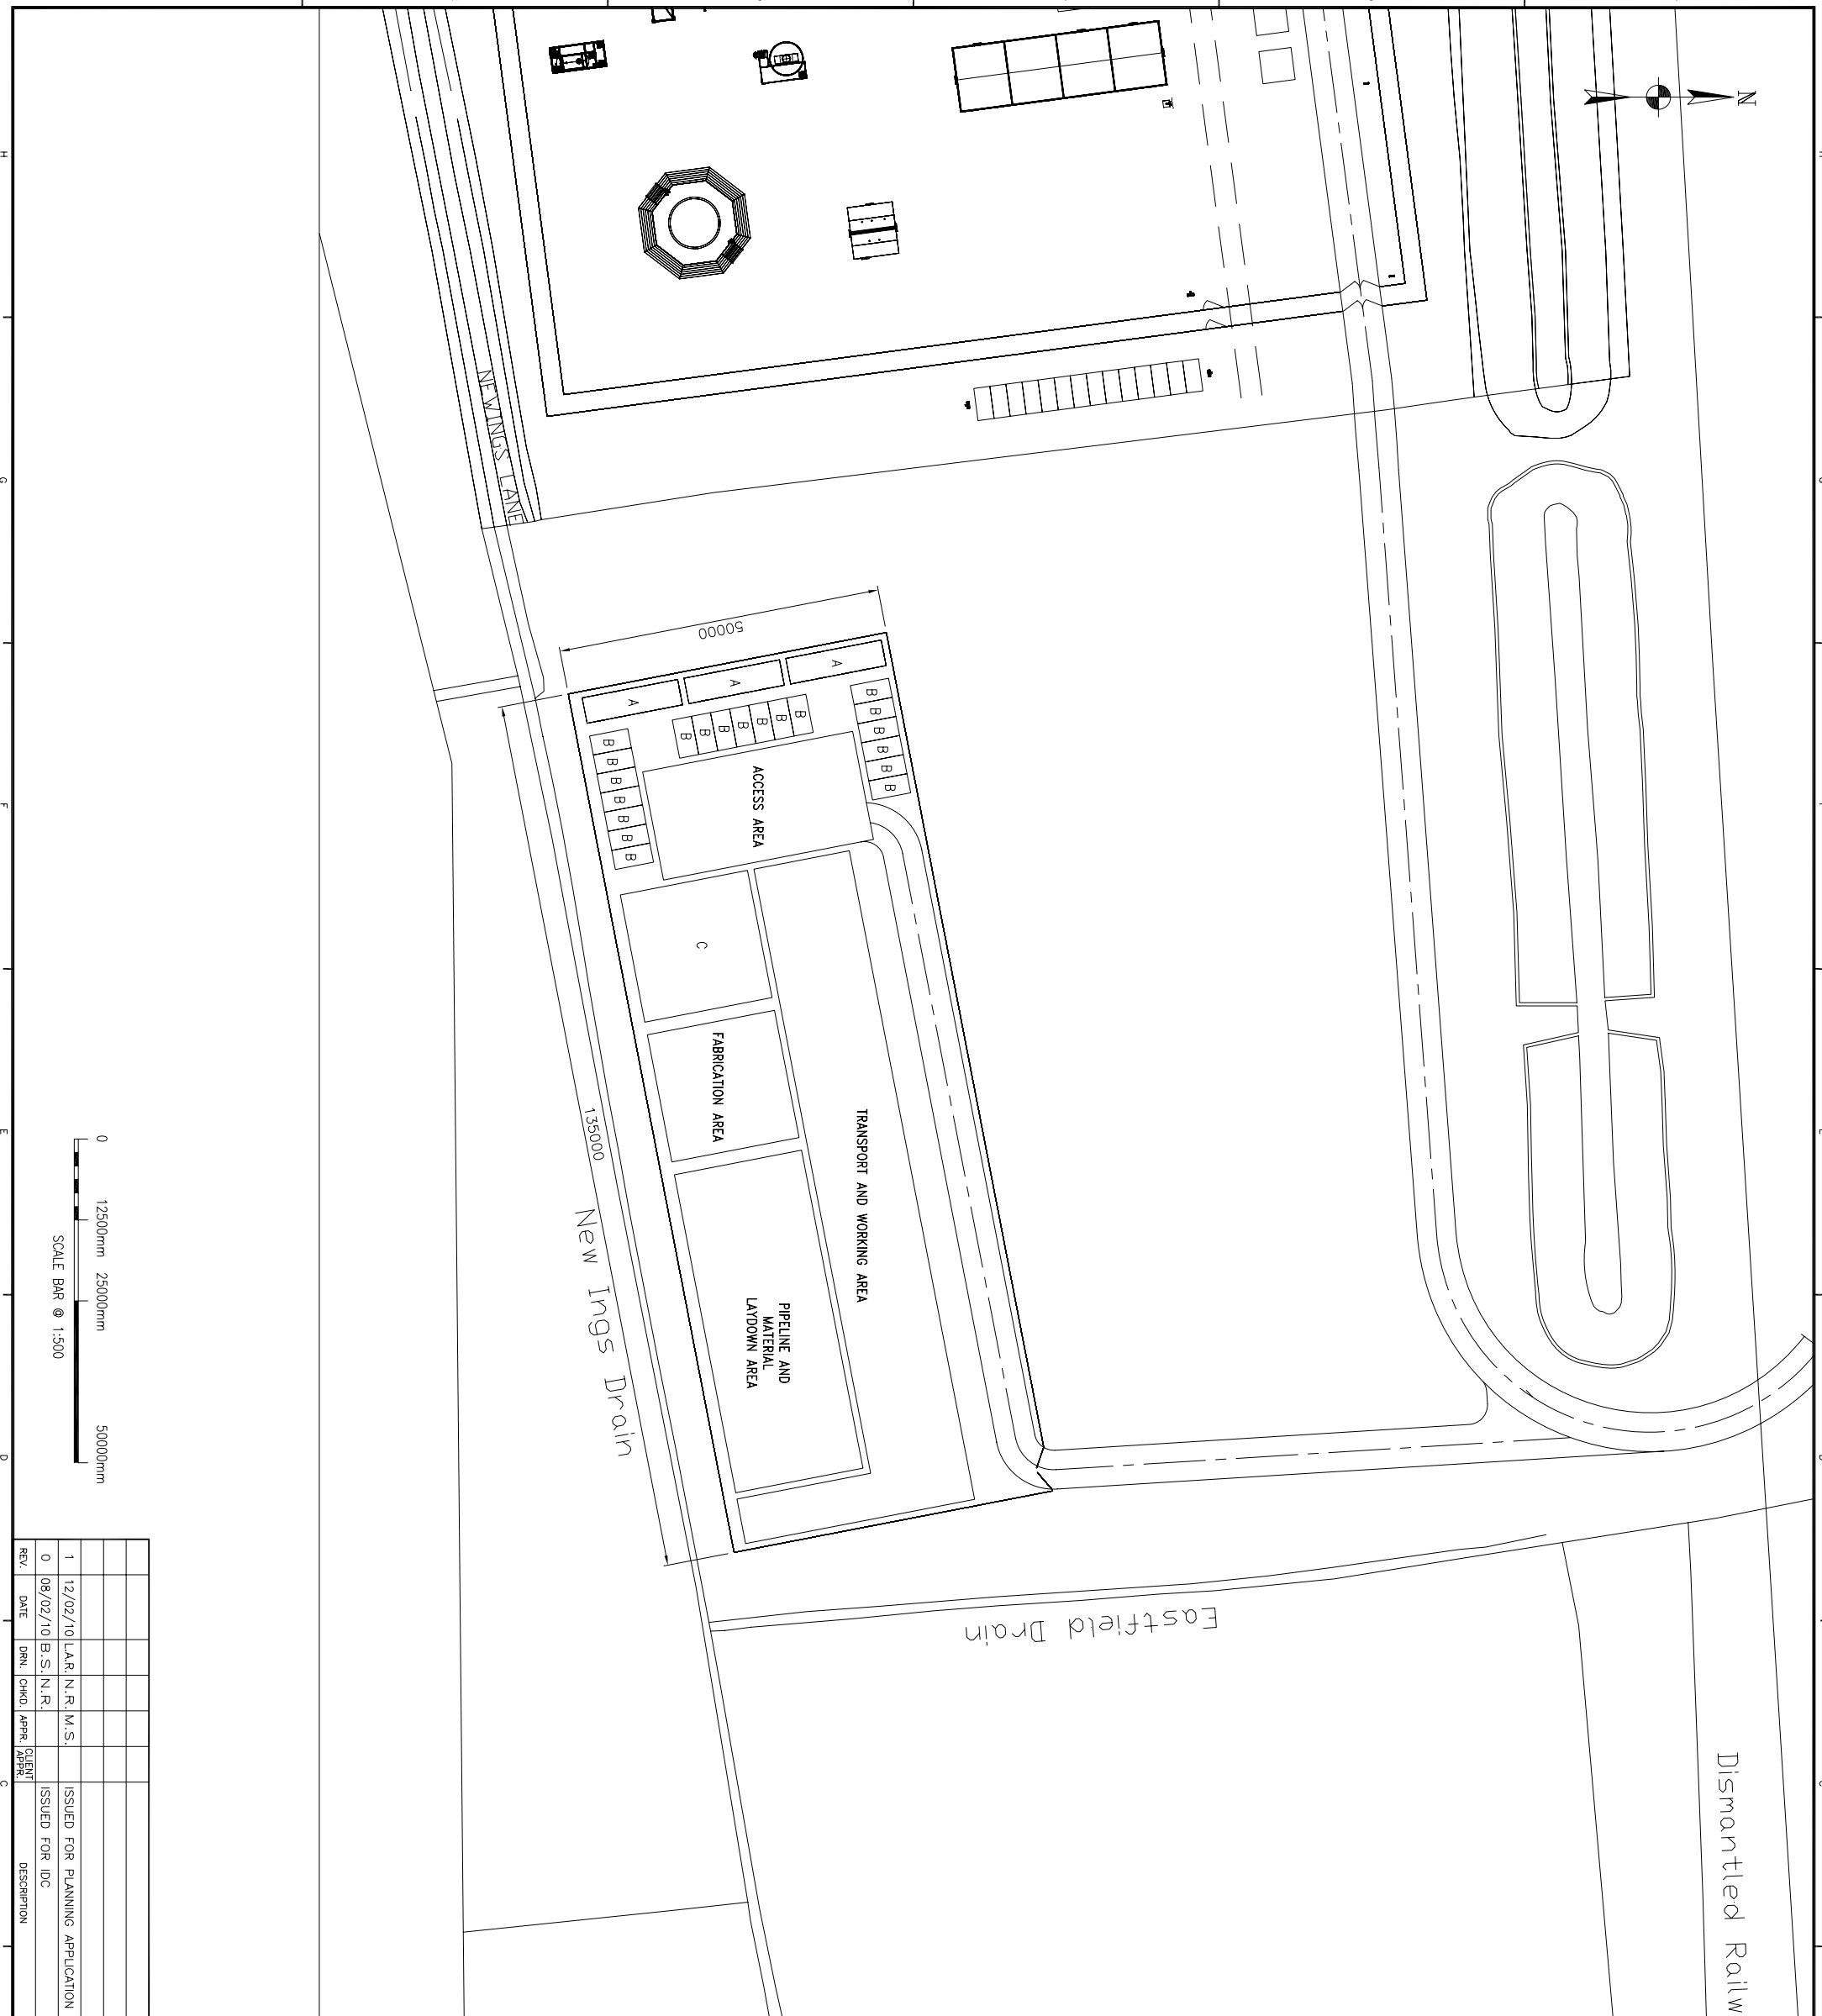 N
Dismantled Railw
Eastfield Drain
50000
A
A
A
B B B B B B
B
B
B
B
B
B
B
B B B B B B B
ACCESS AREA
C
FABRICATION AREA
TRANSPORT AND WORKING AREA
PIPELINE AND
MATERIAL
LAYDOWN AREA
NEWINGS LANE
135000
New Ings Drain
0 12500mm 25000mm 50000mm
SCALE BAR @ 1:500
1 12/02/10 L.A.R. N.R. M.S. ISSUED FOR PLANNING APPLICATION
0 08/02/10 B.S. N.R. ISSUED FOR IDC
REV. DATE DRN. CHKD. APPR. CLIENT APPR. DESCRIPTION
H G F E D C